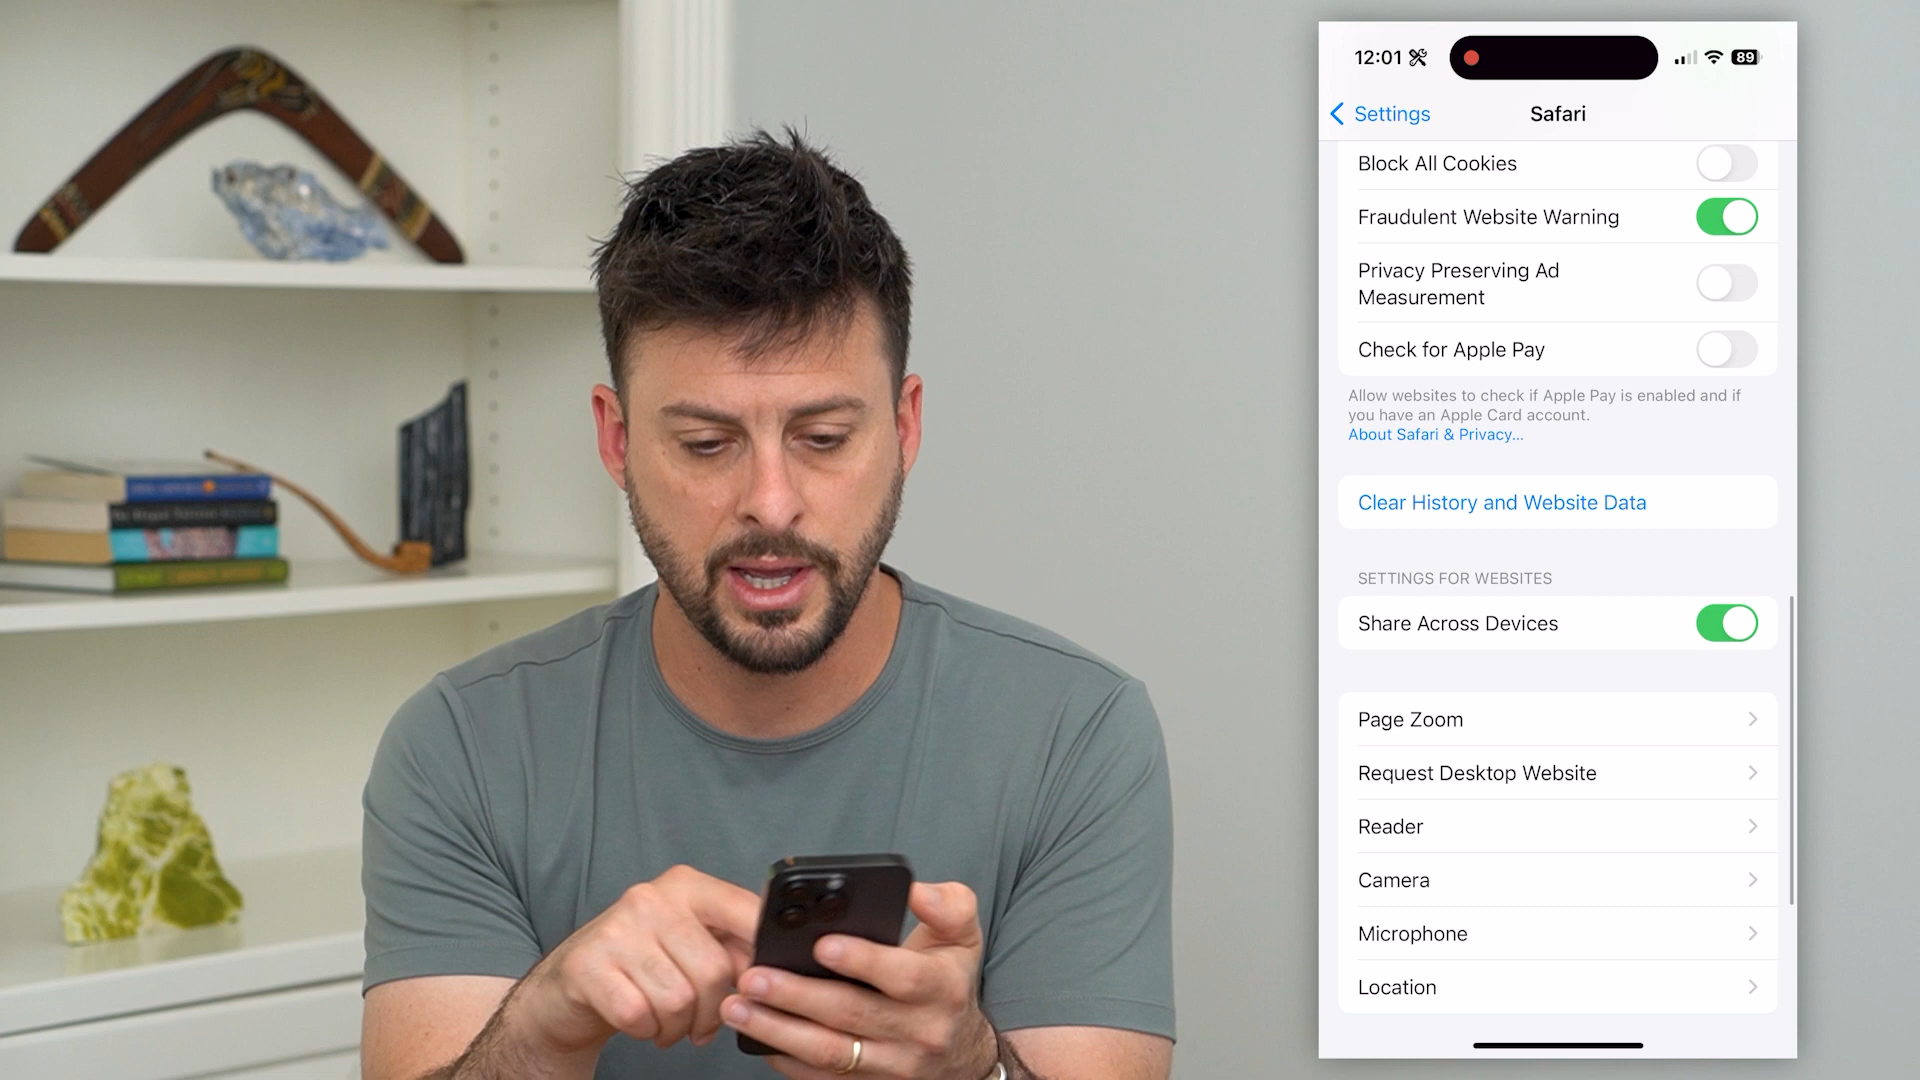 12:01
89
Settings
Safari
Block All Cookies
Fraudulent Website Warning
Privacy Preserving Ad
Measurement
Check for Apple Pay
Allow websites to check if Apple Pay is enabled and if
you have an Apple Card account.
About Safari & Privacy...
Clear History and Website Data
SETTINGS FOR WEBSITES
Share Across Devices
Page Zoom
Request Desktop Website
Reader
Camera
Microphone
Location